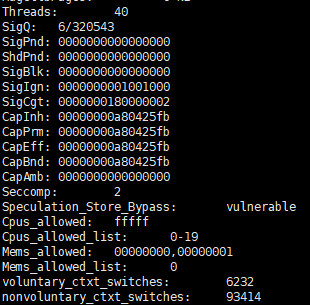 Threads:	40
SigQ:	6/320543
SigPnd:	0000000000000000
ShdPnd:	0000000000000000
SigBlk:	0000000000000000
SigIgn:	0000000001001000
SigCgt:	0000000180000002
CapInh:	00000000a80425fb
CapPrm:	00000000a80425fb
CapEff:	00000000a80425fb
CapBnd:	00000000a80425fb
CapAmb:	0000000000000000
Seccomp:	2
Speculation_Store_Bypass:	vulnerable
Cpus_allowed:	fffff
Cpus_allowed_list:	0-19
Mems_allowed:	00000000,00000001
Mems_allowed_list:	0
voluntary_ctxt_switches:	6232
nonvoluntary_ctxt_switches:	93414